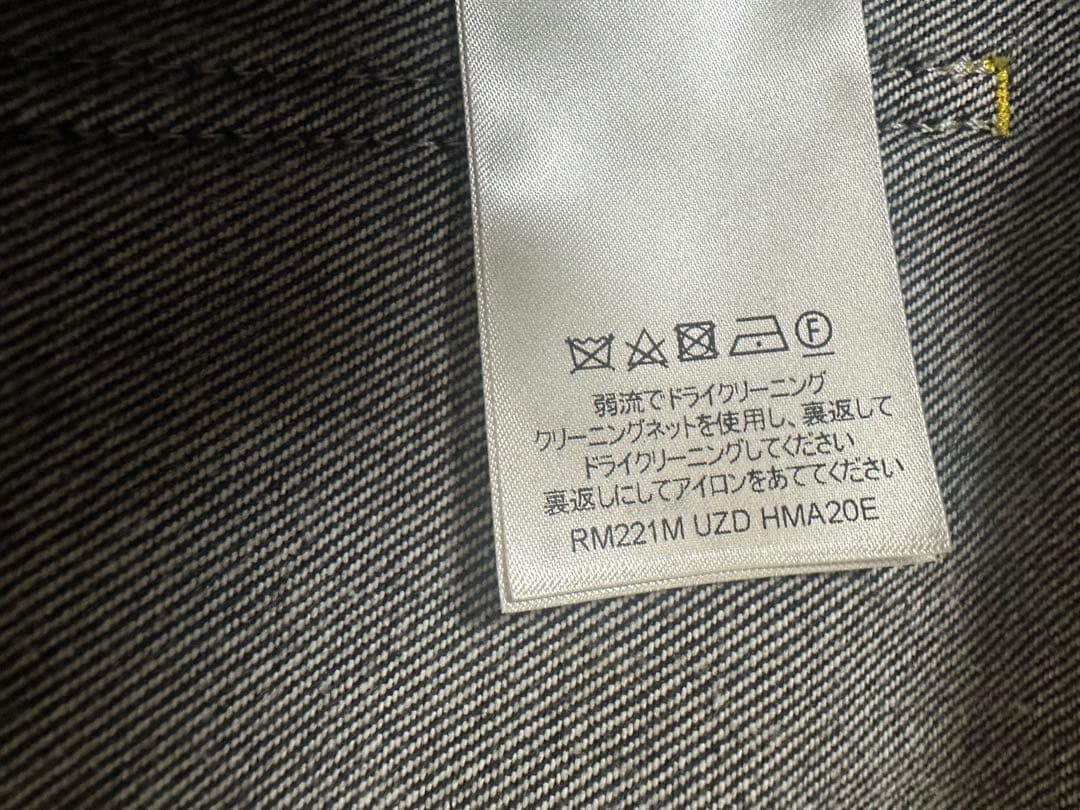 F
弱流でドライクリーニング
クリーニングネットを使用し、裏返して
ドライクリーニングしてください
裏返しにしてアイロンをあててください
RM221M UZD HMA20E